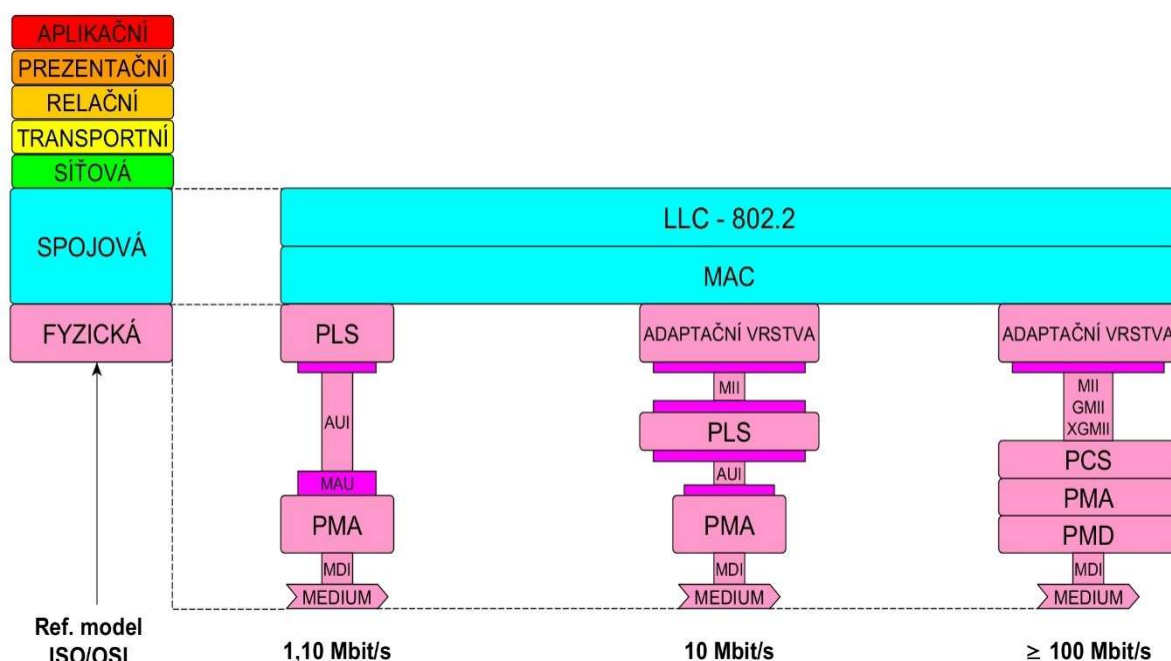 APLIKAČNÍ
PREZENTAČNÍ
RELAČNÍ
TRANSPORTNÍ
SÍŤOVÁ
SPOJOVÁ
FYZICKÁ
Ref. model
ISO/OSI
LLC - 802.2
MAC
PLS
AUI
MAU
PMA
MDI
MEDIUM
1,10 Mbit/s
ADAPTAČNÍ VRSTVA
MII
PLS
AUI
PMA
MDI
MEDIUM
10 Mbit/s
ADAPTAČNÍ VRSTVA
MII
GMII
XGMII
PCS
PMA
PMD
MDI
MEDIUM
≥ 100 Mbit/s